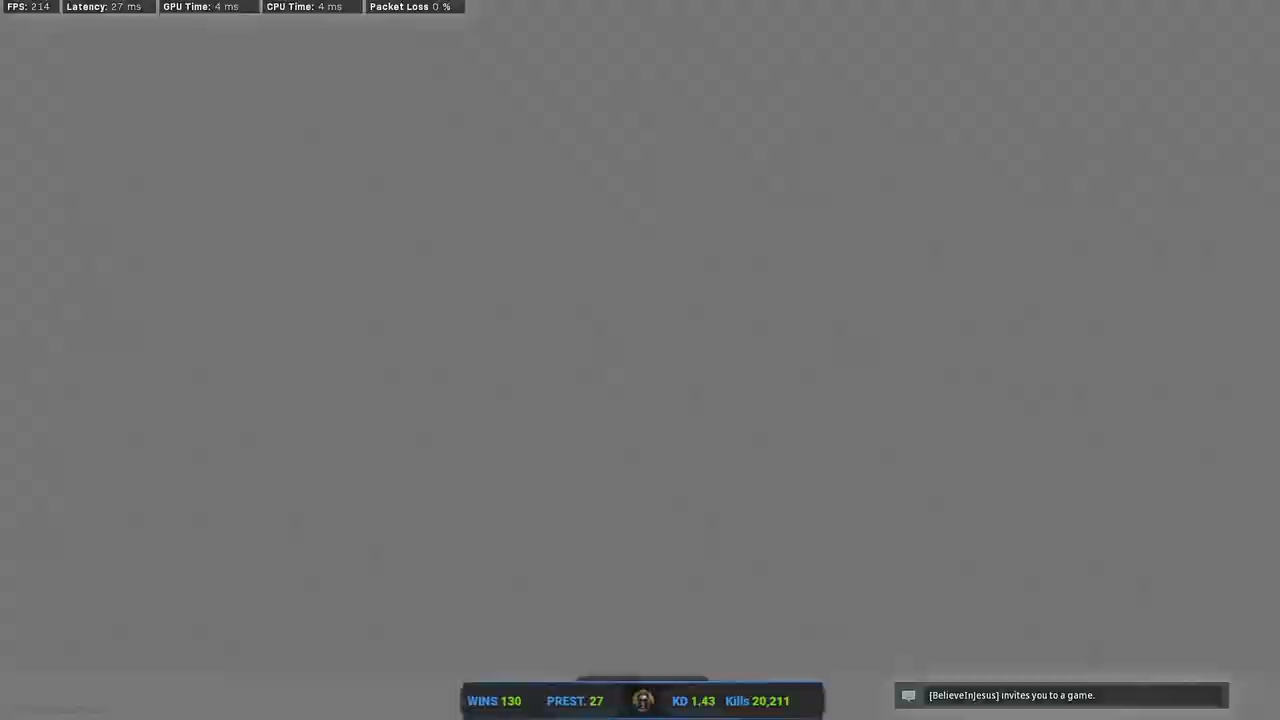 FPS: 214 Latency: 27 ms GPU Time: 4 ms CPU Time: 4 ms Packet Loss 0 %
WINS 130 PREST. 27 KD 1.43 Kills 20,211
[BelieveInJesus] invites you to a game.